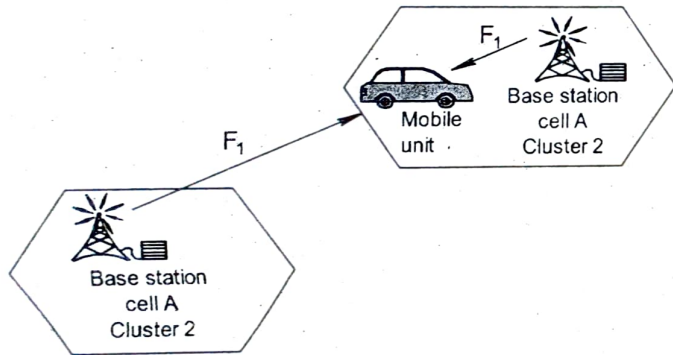 F₁
Base station
cell A
Cluster 2
Mobile
unit
F₁
Base station
cell A
Cluster 2